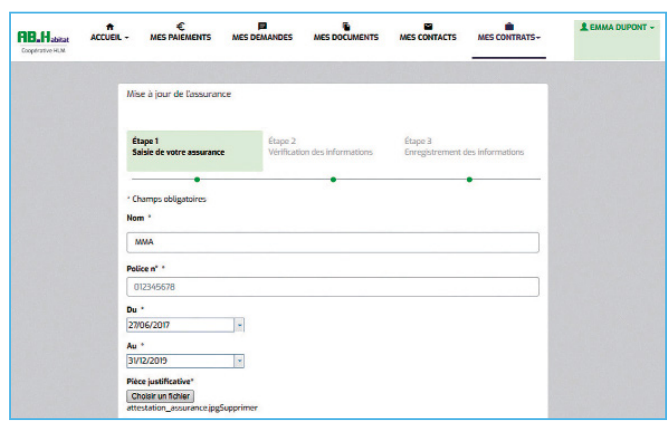 AB.Habitat
Coopérative HLM
ACCUEIL
MES PAIEMENTS
MES DEMANDES
MES DOCUMENTS
MES CONTACTS
MES CONTRATS
EMMA DUPONT
Mise à jour de l'assurance
Étape 1
Saisie de votre assurance
Étape 2
Vérification des informations
Étape 3
Enregistrement des informations
* Champs obligatoires
Nom *
MMA
Police n° *
012345678
Du *
27/06/2017
Au *
31/12/2019
Pièce justificative*
Choisir un fichier
attestation_assurance.jpgSupprimer